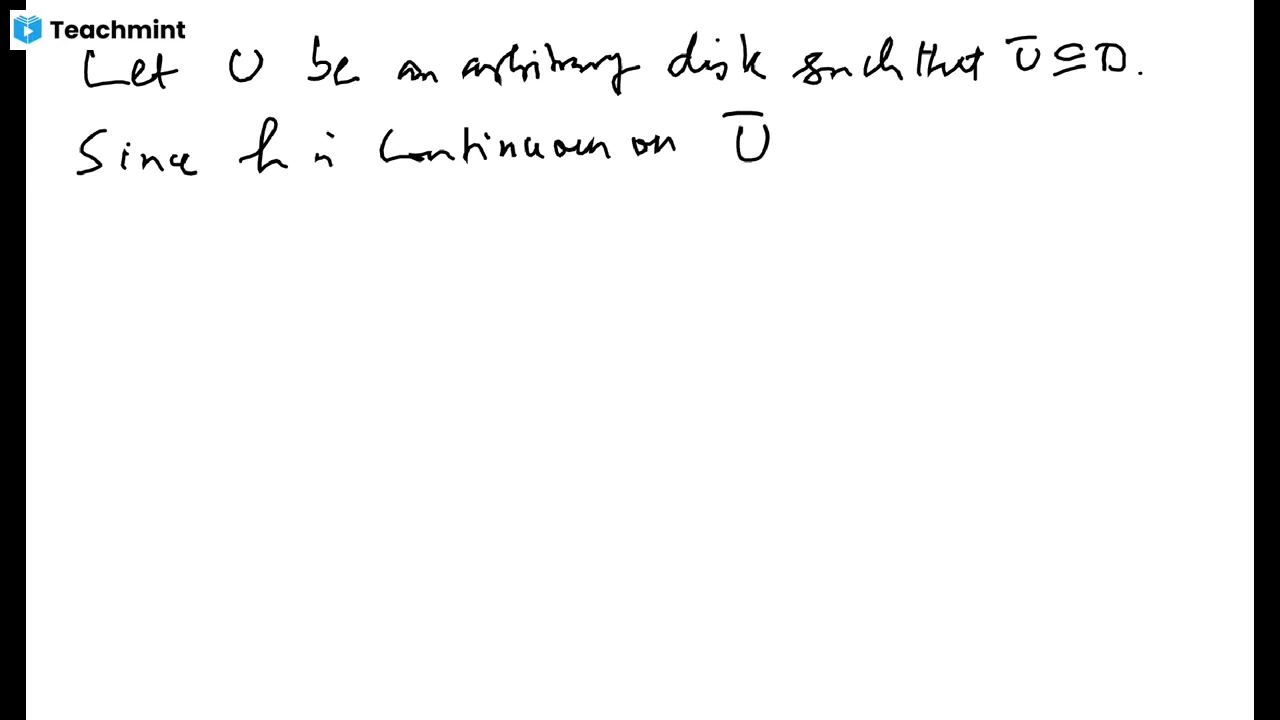 Teachmint
Let U be an arbitrary disk such that U̅ ⊆ D.
Since h is continuous on U̅